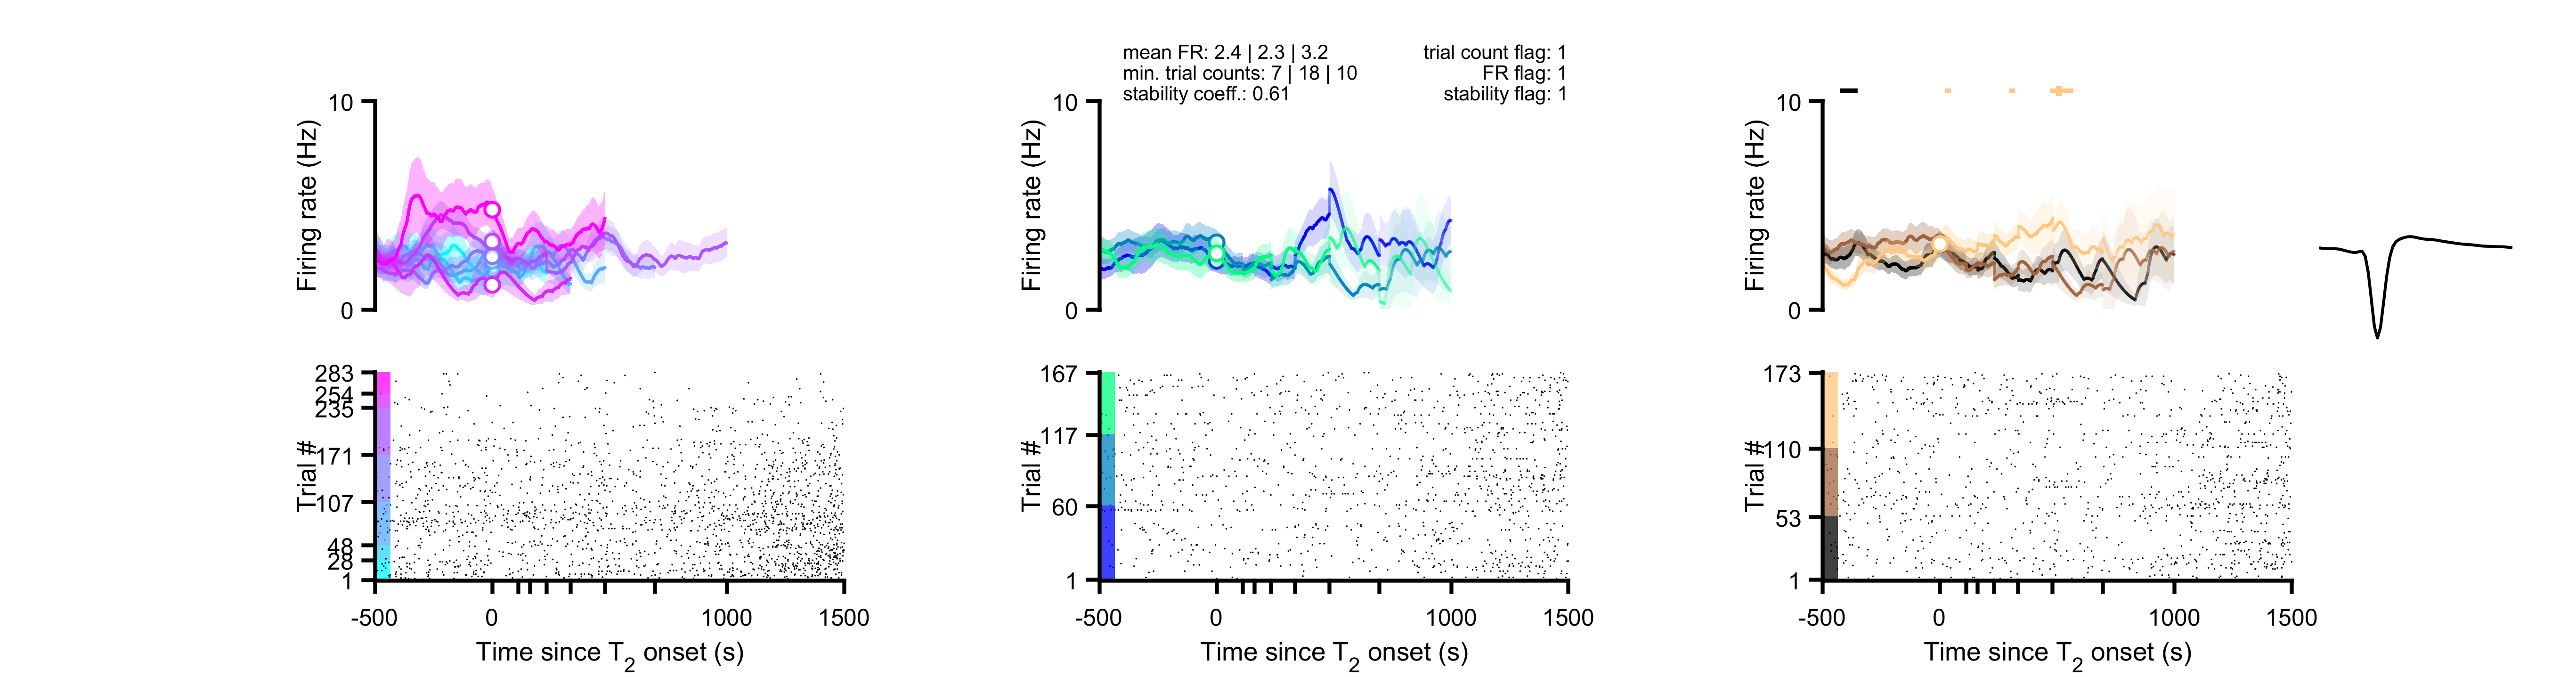 mean FR: 2.4 | 2.3 | 3.2
min. trial counts: 7 | 18 | 10
stability coeff.: 0.61
trial count flag: 1
FR flag: 1
stability flag: 1
10
Firing rate (Hz)
0
283
254
235
171
107
48
28
1
Trial #
-500
0
1000
1500
Time since T2 onset (s)
10
Firing rate (Hz)
0
167
117
60
1
Trial #
-500
0
1000
1500
Time since T2 onset (s)
10
Firing rate (Hz)
0
173
110
53
1
Trial #
-500
0
1000
1500
Time since T2 onset (s)